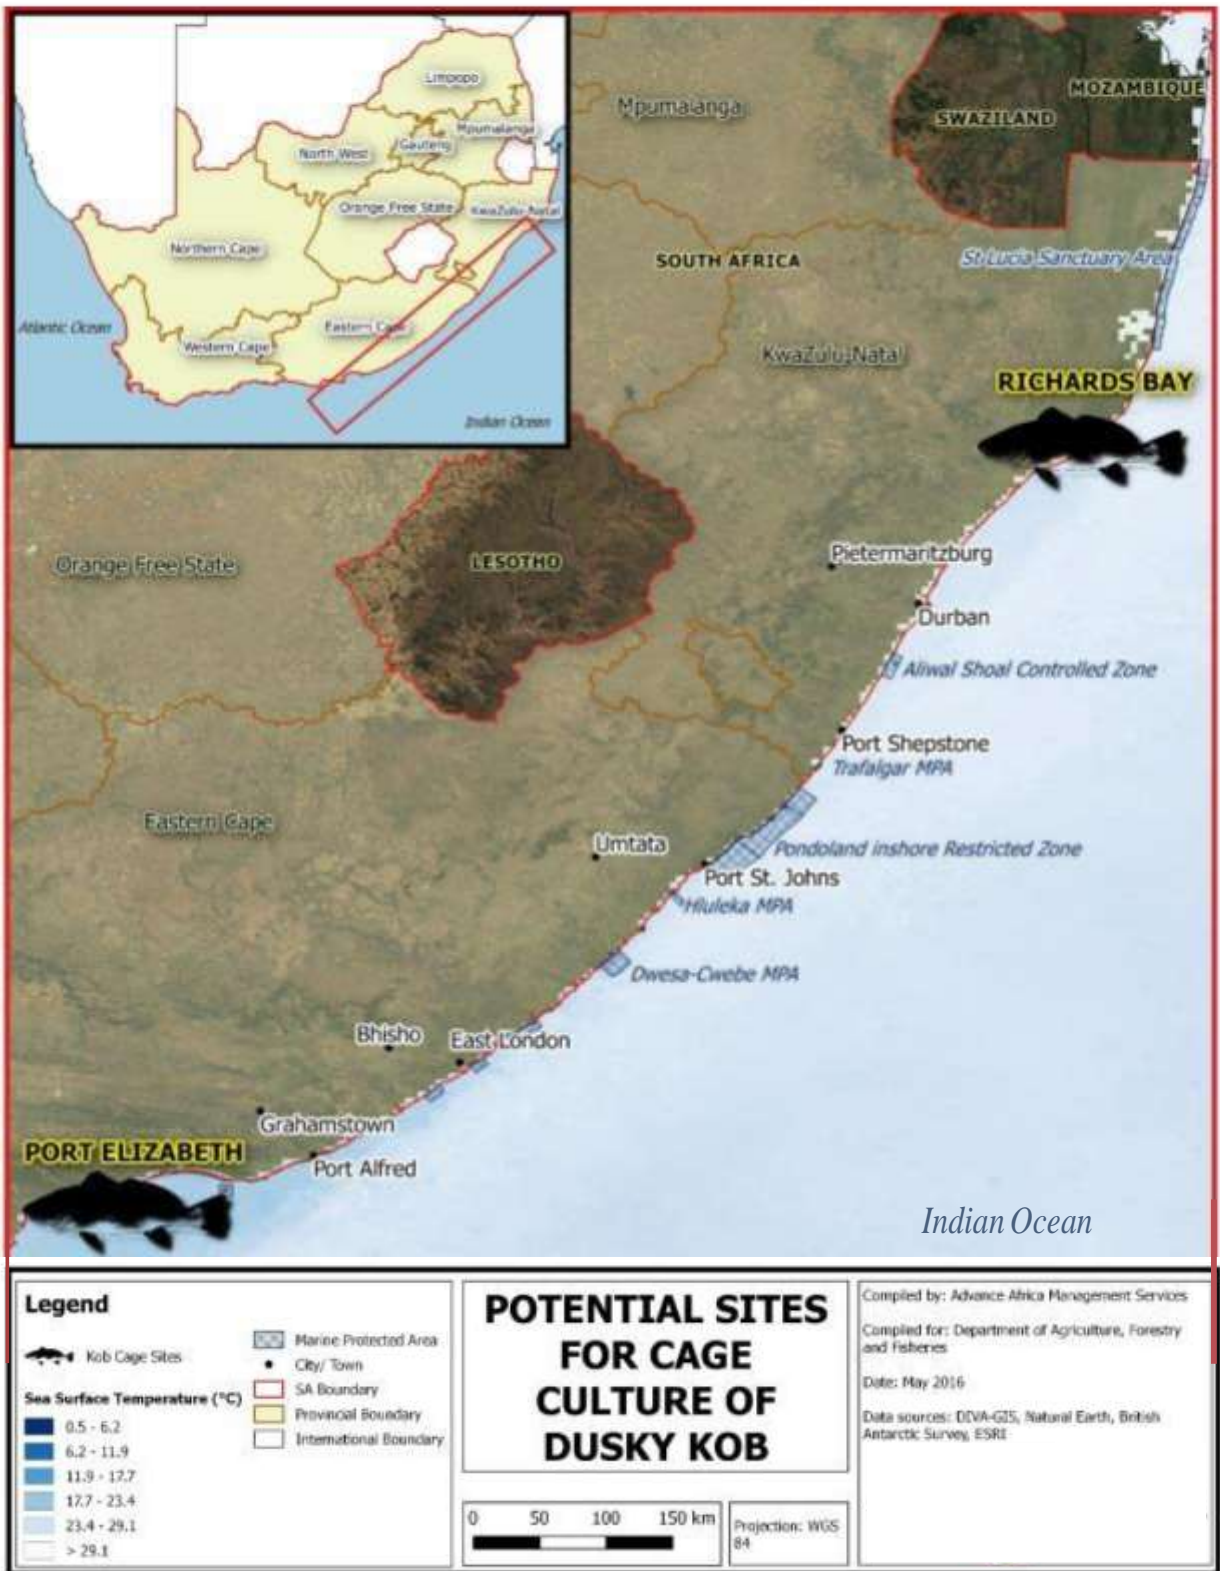 Limpopo
Mpumalanga
Gauteng
North West
Orange Free State
KwaZulu-Natal
Northern Cape
Eastern Cape
Western Cape
Atlantic Ocean
Indian Ocean
Mpumalanga
MOZAMBIQUE
SWAZILAND
SOUTH AFRICA
St Lucia Sanctuary Area
KwaZulu-Natal
RICHARDS BAY
Orange Free State
LESOTHO
Pietermaritzburg
Durban
Aliwal Shoal Controlled Zone
Port Shepstone
Trafalgar MPA
Eastern Cape
Umtata
Pondoland inshore Restricted Zone
Port St. Johns
Hluleka MPA
Dwesa-Cwebe MPA
Bhisho
East London
Grahamstown
PORT ELIZABETH
Port Alfred
Indian Ocean
Legend
Kob Cage Sites
Sea Surface Temperature (°C)
0.5 - 6.2
6.2 - 11.9
11.9 - 17.7
17.7 - 23.4
23.4 - 29.1
> 29.1
Marine Protected Area
City/ Town
SA Boundary
Provincial Boundary
International Boundary
POTENTIAL SITES
FOR CAGE
CULTURE OF
DUSKY KOB
0 50 100 150 km
Projection: WGS
84
Compiled by: Advance Africa Management Services
Compiled for: Department of Agriculture, Forestry
and Fisheries
Date: May 2016
Data sources: DIVA-GIS, Natural Earth, British
Antarctic Survey, ESRI